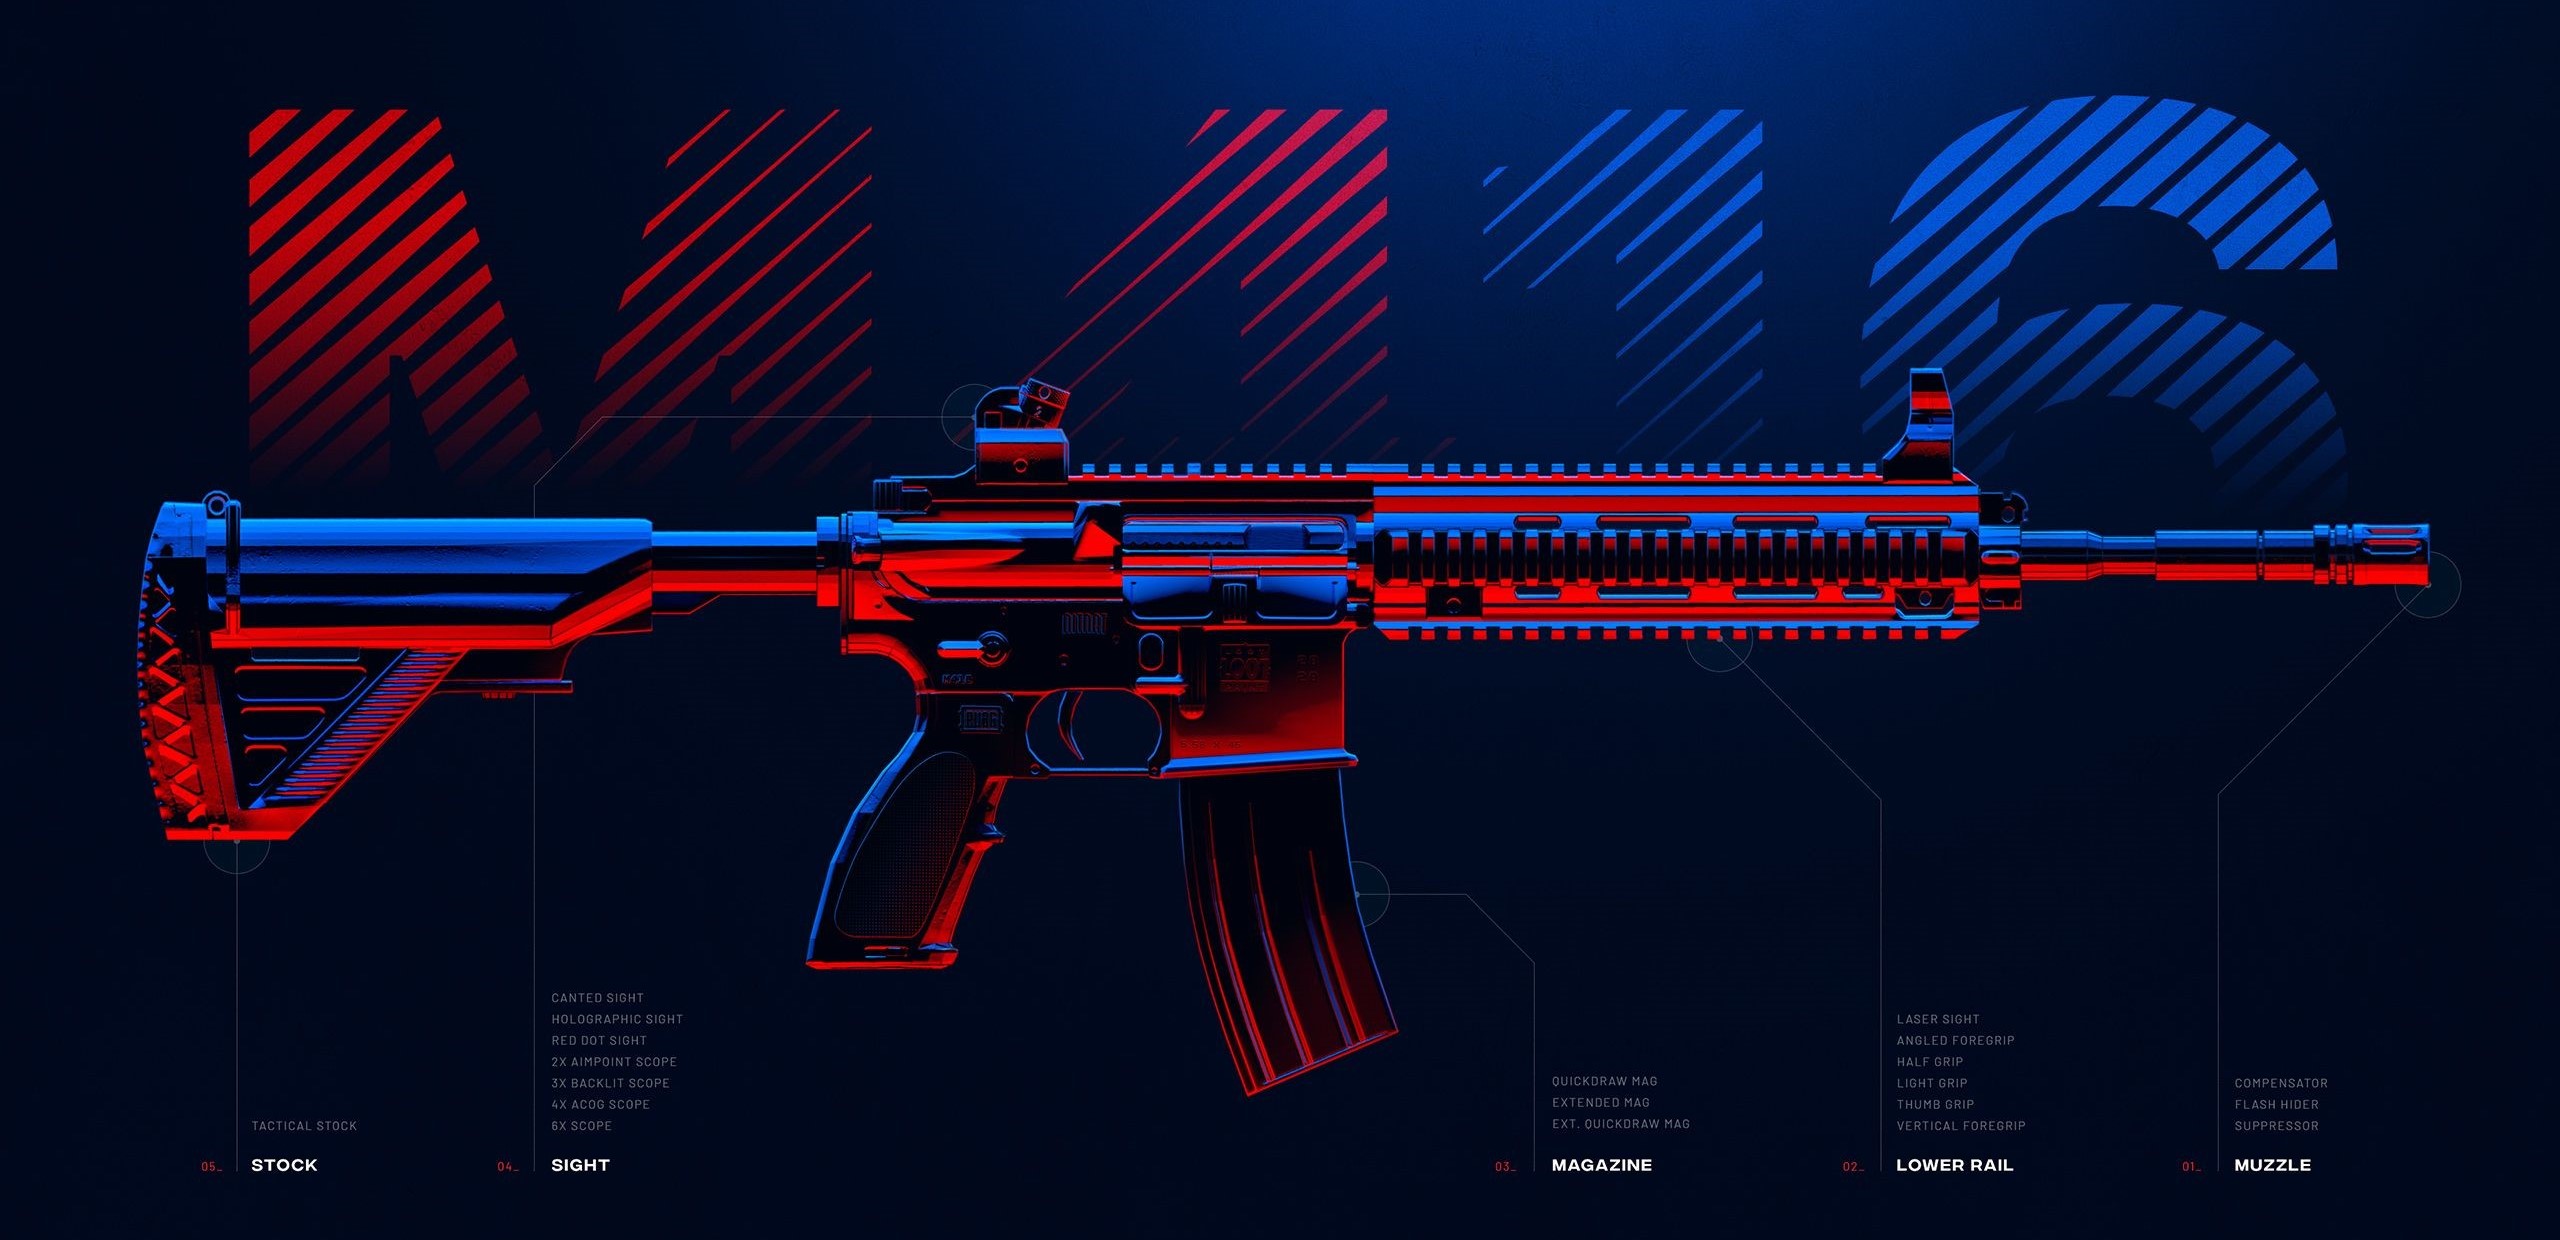 M416
M416
PUBG
TACTICAL STOCK
05_ STOCK
CANTED SIGHT
HOLOGRAPHIC SIGHT
RED DOT SIGHT
2X AIMPOINT SCOPE
3X BACKLIT SCOPE
4X ACOG SCOPE
6X SCOPE
04_ SIGHT
QUICKDRAW MAG
EXTENDED MAG
EXT. QUICKDRAW MAG
03_ MAGAZINE
LASER SIGHT
ANGLED FOREGRIP
HALF GRIP
LIGHT GRIP
THUMB GRIP
VERTICAL FOREGRIP
02_ LOWER RAIL
COMPENSATOR
FLASH HIDER
SUPPRESSOR
01_ MUZZLE